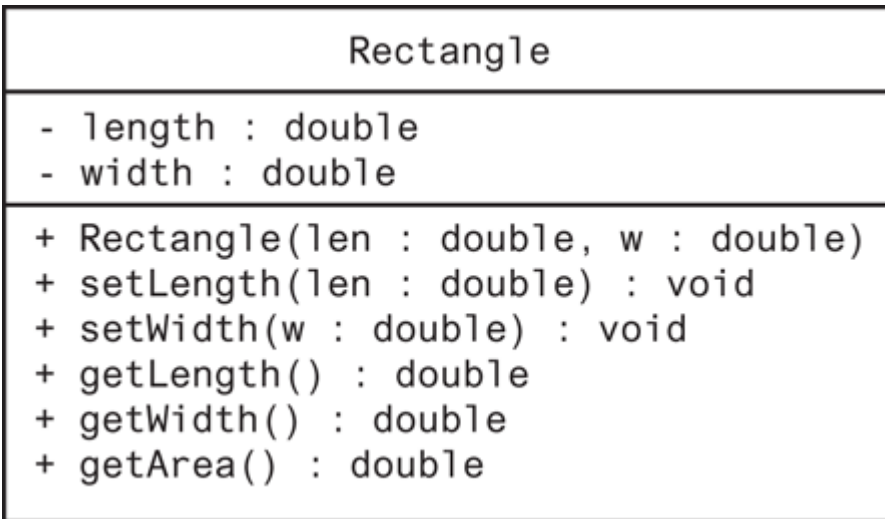 Rectangle
- length : double
- width : double
+ Rectangle(len : double, w : double)
+ setLength(len : double) : void
+ setWidth(w : double) : void
+ getLength() : double
+ getWidth() : double
+ getArea() : double